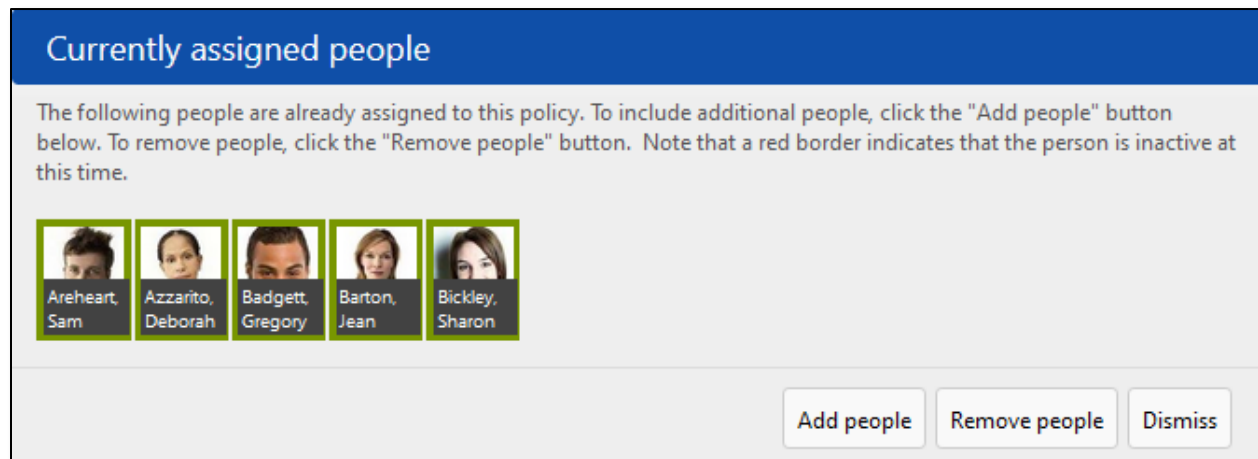 Currently assigned people
The following people are already assigned to this policy. To include additional people, click the "Add people" button
below. To remove people, click the "Remove people" button.  Note that a red border indicates that the person is inactive at
this time.
Areheart,
Sam
Azzarito,
Deborah
Badgett,
Gregory
Barton,
Jean
Bickley,
Sharon
Add people
Remove people
Dismiss